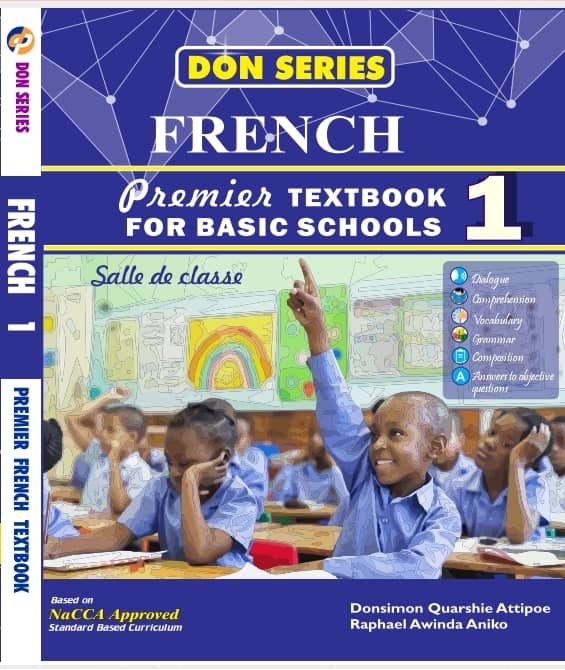 DON SERIES
FRENCH 1
PREMIER FRENCH TEXTBOOK
DON SERIES
FRENCH
Premier TEXTBOOK
FOR BASIC SCHOOLS
1
Salle de classe
Dialogue
Comprehension
Vocabulary
Grammar
Composition
A Answers to objective
questions
Based on
NaCCA Approved
Standard Based Curriculum
Donsimon Quarshie Attipoe
Raphael Awinda Aniko